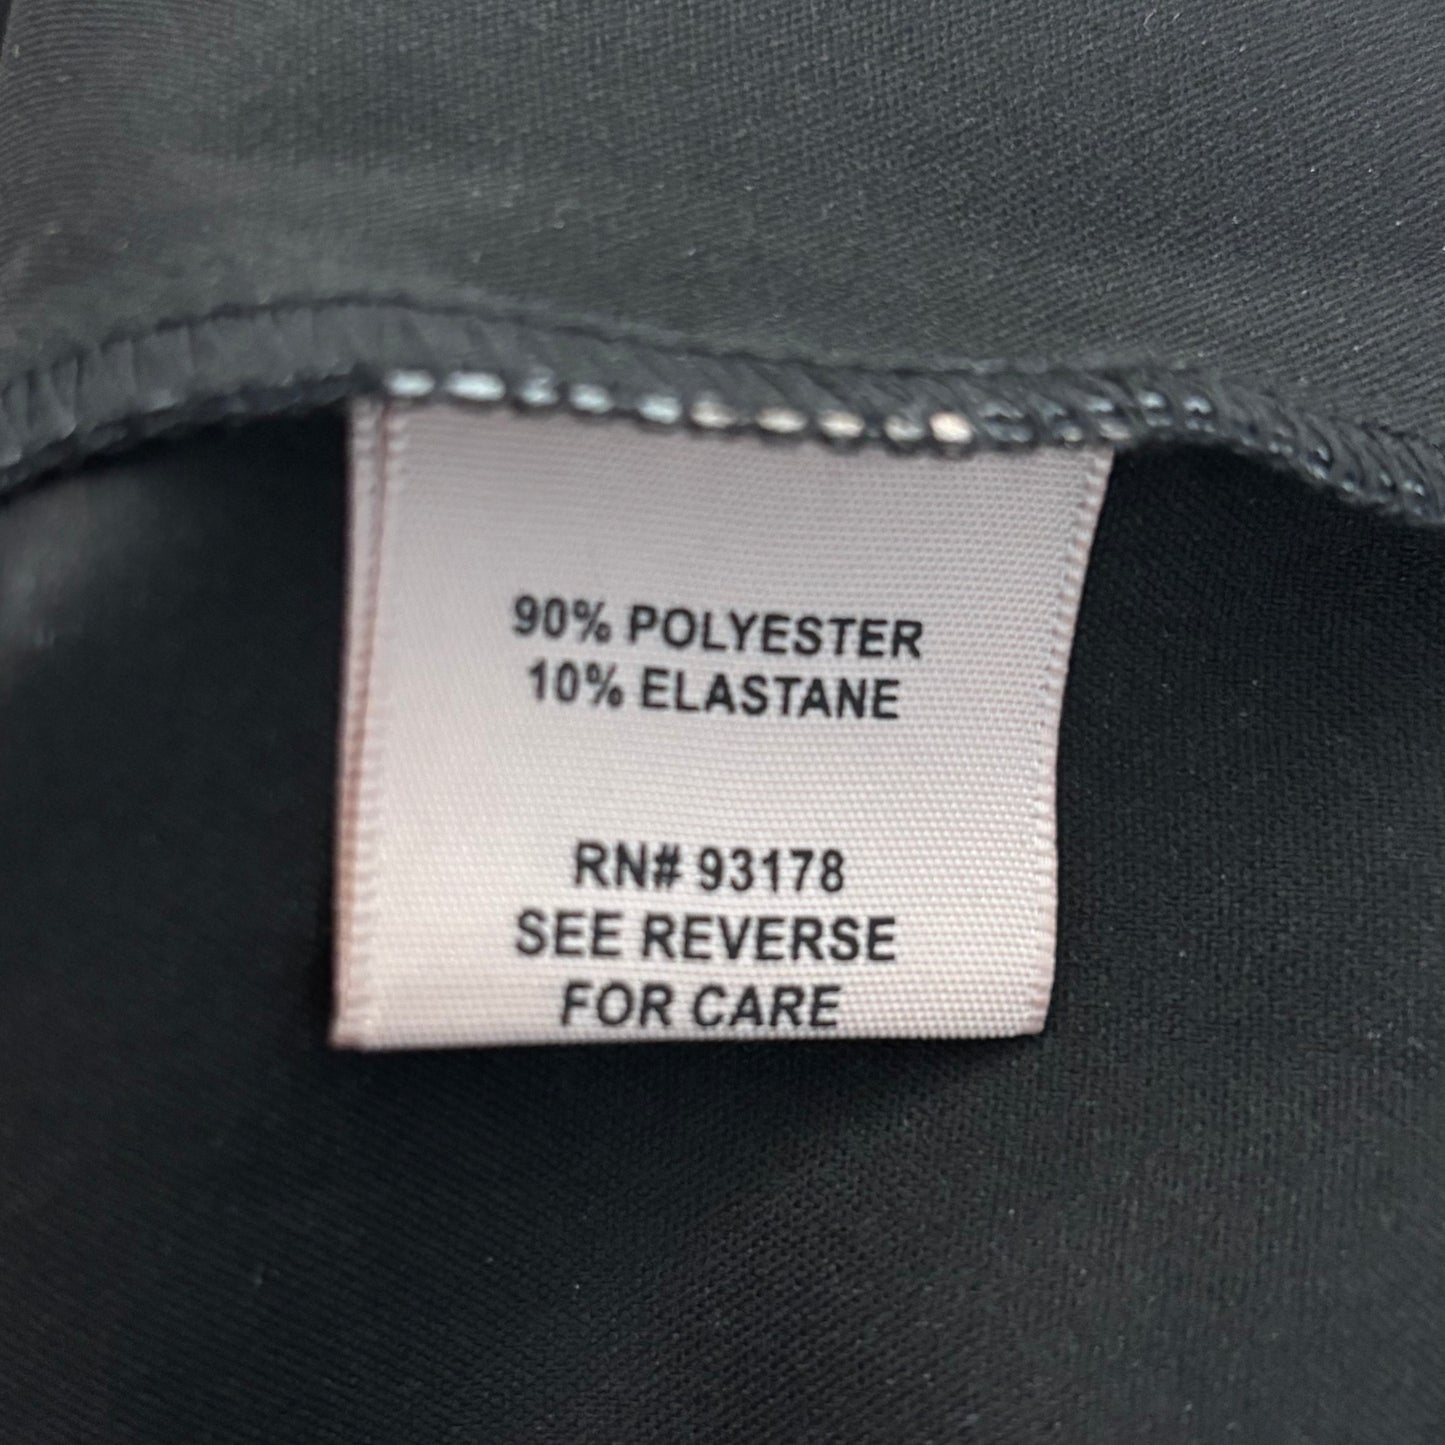 90% POLYESTER
10% ELASTANE
RN# 93178
SEE REVERSE
FOR CARE